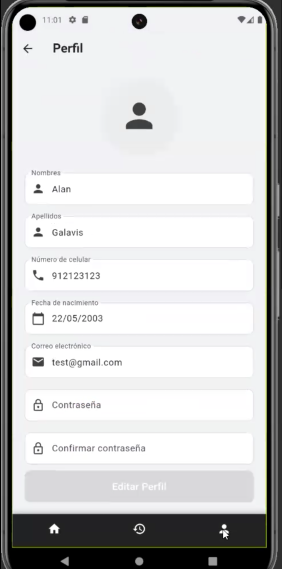 11:01
Perfil
Nombres
Alan
Apellidos
Galavis
Número de celular
912123123
Fecha de nacimiento
22/05/2003
Correo electrónico
test@gmail.com
Contraseña
Confirmar contraseña
Editar Perfil